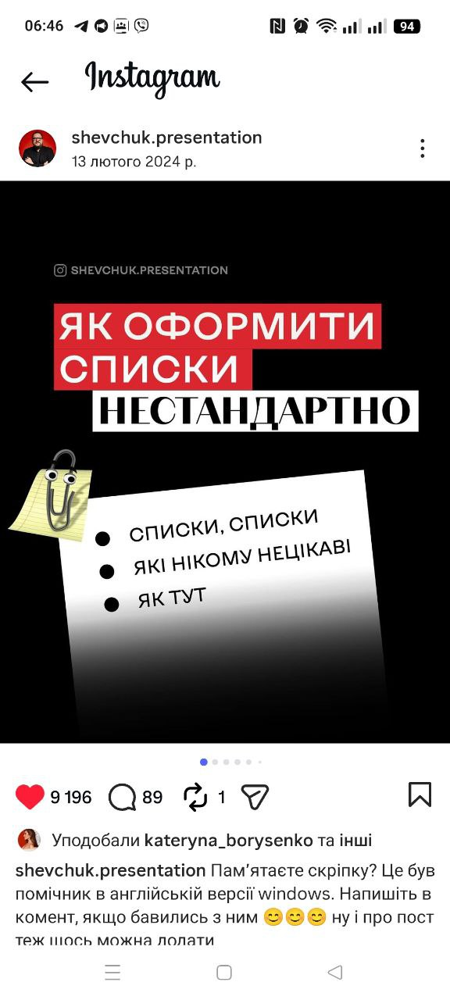 06:46
94
Instagram
shevchuk.presentation
13 лютого 2024 р.
SHEVCHUK.PRESENTATION
ЯК ОФОРМИТИ
СПИСКИ
НЕСТАНДАРТНО
СПИСКИ, СПИСКИ
ЯКІ НІКОМУ НЕЦІКАВІ
ЯК ТУТ
9 196 89 1
Уподобали kateryna_borysenko та інші
shevchuk.presentation Пам’ятаєте скріпку? Це був
помічник в англійській версії windows. Напишіть в
комент, якщо бавились з ним 😊😊😊 ну і про пост
теж щось можна додати